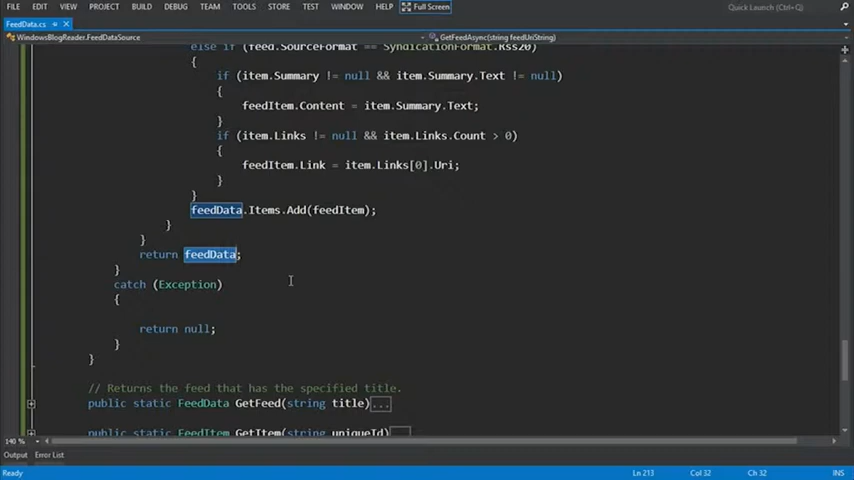 FILE EDIT VIEW PROJECT BUILD DEBUG TEAM TOOLS STORE TEST WINDOW HELP Full Screen Quick Launch (Ctrl+Q)
FeedData.cs
WindowsBlogReader.FeedDataSource GetFeedAsync(string feedUriString)
else if (feed.SourceFormat == SyndicationFormat.Rss20)
{
if (item.Summary != null && item.Summary.Text != null)
{
feedItem.Content = item.Summary.Text;
}
if (item.Links != null && item.Links.Count > 0)
{
feedItem.Link = item.Links[0].Uri;
}
}
feedData.Items.Add(feedItem);
}
}
return feedData;
}
catch (Exception)
{
return null;
}
}
// Returns the feed that has the specified title.
public static FeedData GetFeed(string title)...
public static FeedItem GetItem(string uniqueId)...
140 %
Output Error List
Ready Ln 213 Col 32 Ch 32 INS